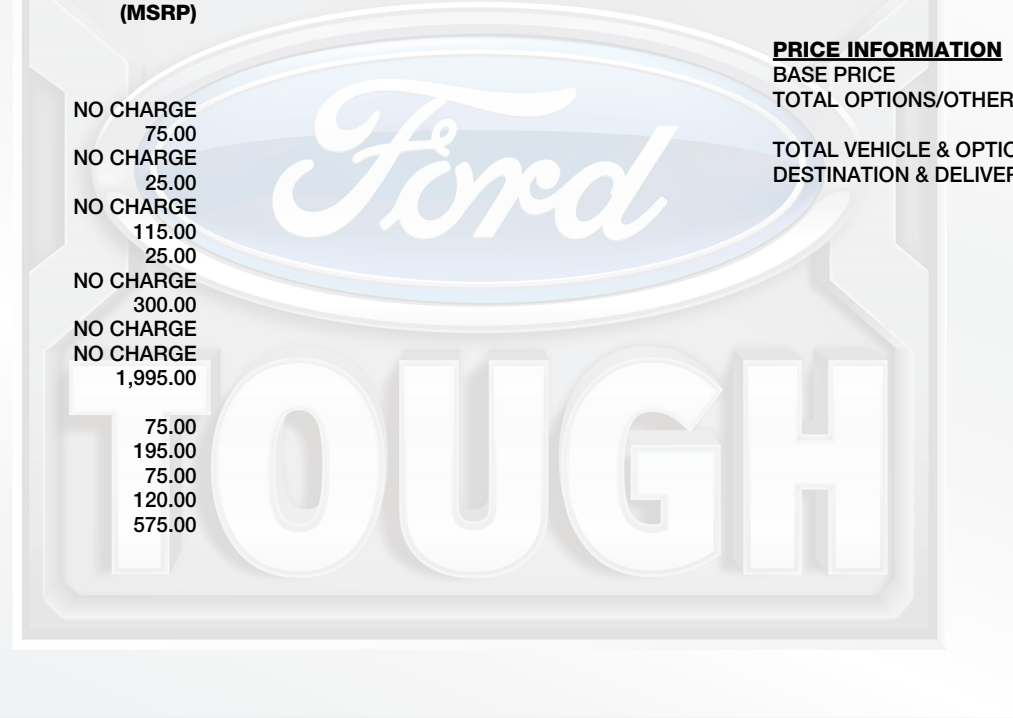 (MSRP)
NO CHARGE
75.00
NO CHARGE
25.00
NO CHARGE
115.00
25.00
NO CHARGE
300.00
NO CHARGE
NO CHARGE
1,995.00
75.00
195.00
75.00
120.00
575.00
PRICE INFORMATION
BASE PRICE
TOTAL OPTIONS/OTHER
TOTAL VEHICLE & OPTIO
DESTINATION & DELIVER
Ford
TOUGH